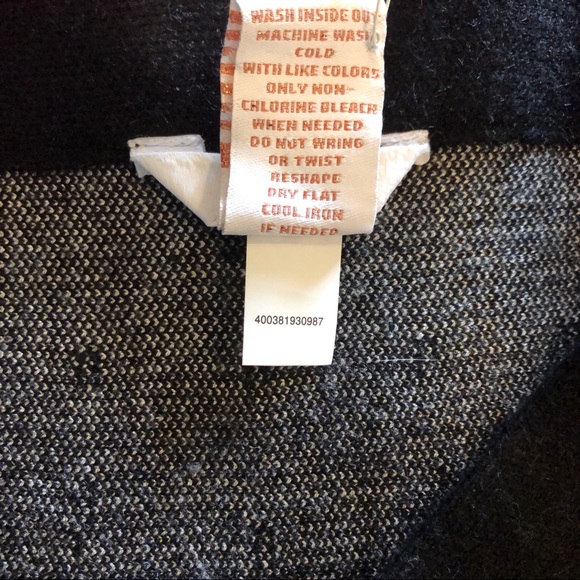 WASH INSIDE OUT
MACHINE WASH
COLD
WITH LIKE COLORS
ONLY NON-
CHLORINE BLEACH
WHEN NEEDED
DO NOT WRING
OR TWIST
RESHAPE
DRY FLAT
COOL IRON
IF NEEDED
400381930987